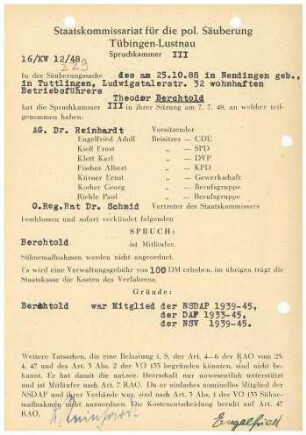 Staatskommissariat für die pol. Säuberung
Tübingen-Lustnau
Spruchkammer III
16/KW 12/48
229
In der Säuberungssache des am 25.10.88 in Nendingen geb.,
in Tuttlingen, Ludwigstalerstr. 32 wohnhaften
Betriebsführers
Theodor Berchtold
hat die Spruchkammer III in ihrer Sitzung am 7. 7. 48. an welcher teil-
genommen haben:
AG. Dr. Reinhardt Vorsitzender
Engelfried Adolf Beisitzer — CDU
Knoll Ernst „ — SPD
Klett Karl „ — DVP
Fischer Albert „ — KPD
Kürner Ernst „ — Gewerkschaft
Kocher Georg „ — Berufsgruppe
Riehle Paul „ — Berufsgruppe
O.Reg.Rat Dr. Schmid Vertreter des Staatskommissars
beschlossen und sofort verkündet folgenden
SPRUCH:
Berchtold
ist Mitläufer.
Sühnemaßnahmen werden nicht angeordnet.
Es wird eine Verwaltungsgebühr von 100 DM erhoben, im übrigen trägt die
Staatskasse die Kosten des Verfahrens.
Gründe:
Berchtold war Mitglied der NSDAP 1939-45,
der DAF 1933-45,
der NSV 1939-45.
Weitere Tatsachen, die eine Belastung i. S. der Art. 4—6 der RAO vom 25.
4. 47 und des Art. 3 Abs. 2 der VO 133 begründen könnten, sind nicht be-
kannt. Er hat damit die nat.-soz. Herrschaft nur unwesentlich unterstützt
und ist Mitläufer nach Art. 7 RAO. Da er einfaches nominelles Mitglied der
NSDAP und ihrer Verbände war, sind nach Art. 3 Abs. 1 der VO 133 Sühne-
maßnahmen nicht anzuordnen. Die Kostenentscheidung beruht auf Art. 47
RAO.
Reinhardt
Engelfried